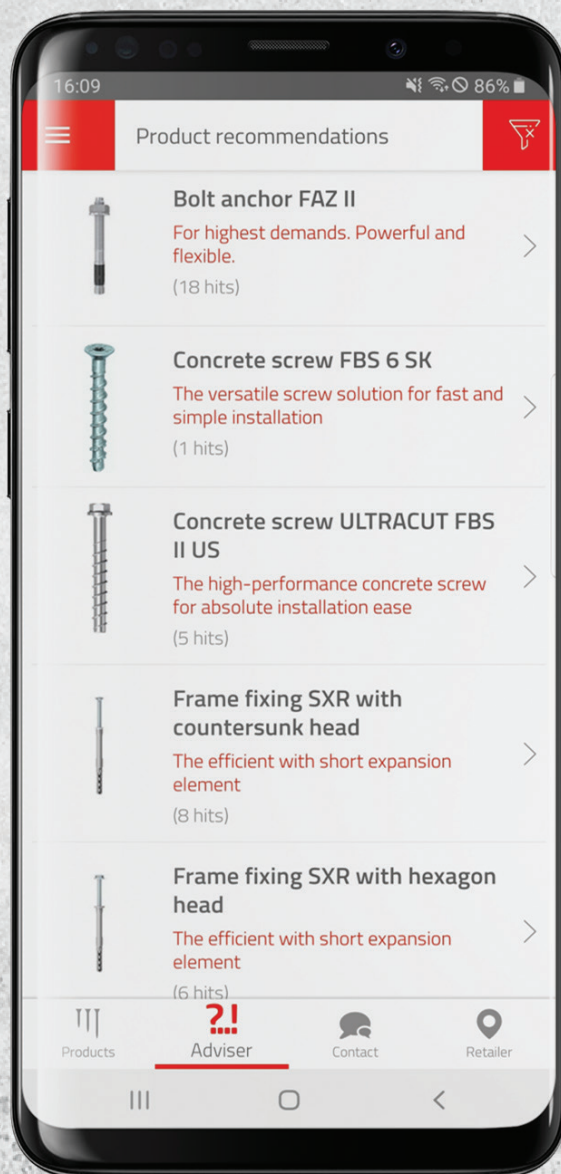 16:09
86%
Product recommendations
Bolt anchor FAZ II
For highest demands. Powerful and
flexible.
(18 hits)
Concrete screw FBS 6 SK
The versatile screw solution for fast and
simple installation
(1 hits)
Concrete screw ULTRACUT FBS
II US
The high-performance concrete screw
for absolute installation ease
(5 hits)
Frame fixing SXR with
countersunk head
The efficient with short expansion
element
(8 hits)
Frame fixing SXR with hexagon
head
The efficient with short expansion
element
(6 hits)
?!
Products
Adviser
Contact
Retailer